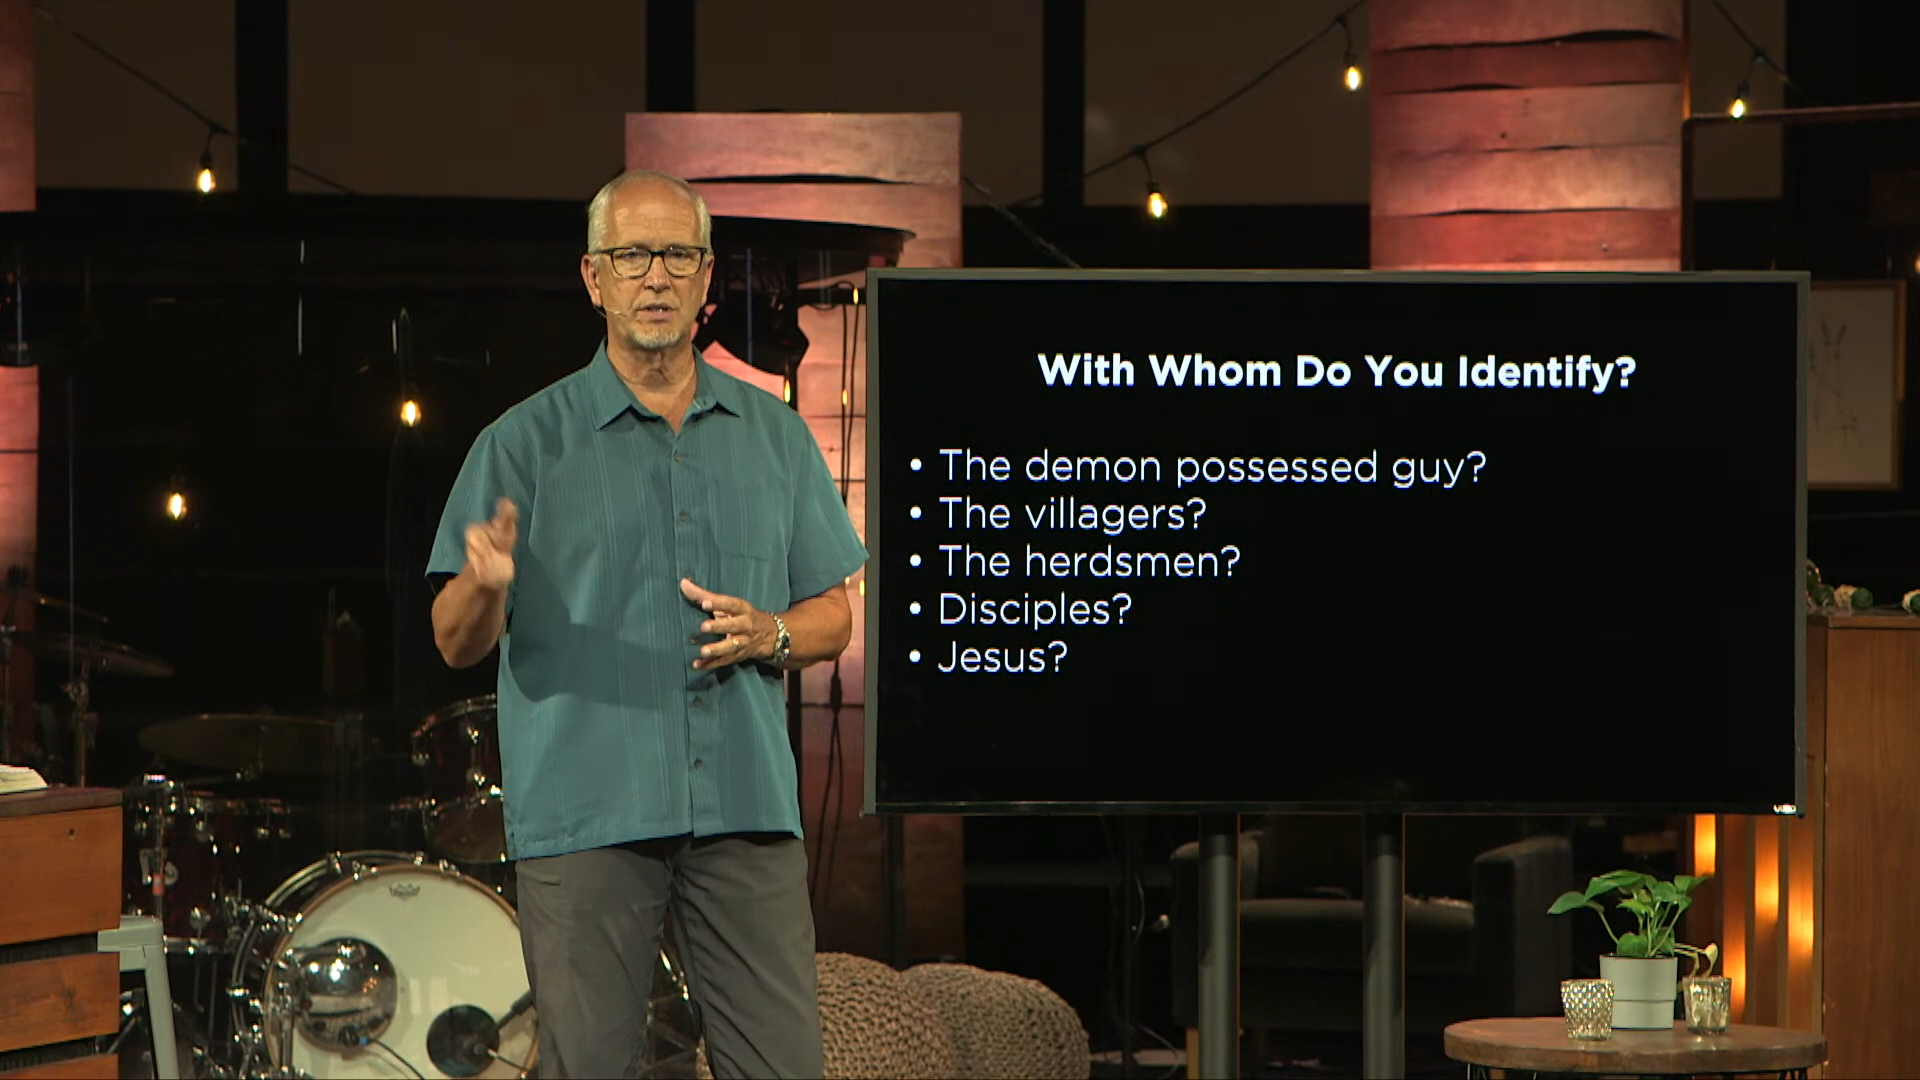 With Whom Do You Identify?
• The demon possessed guy?
• The villagers?
• The herdsmen?
• Disciples?
• Jesus?